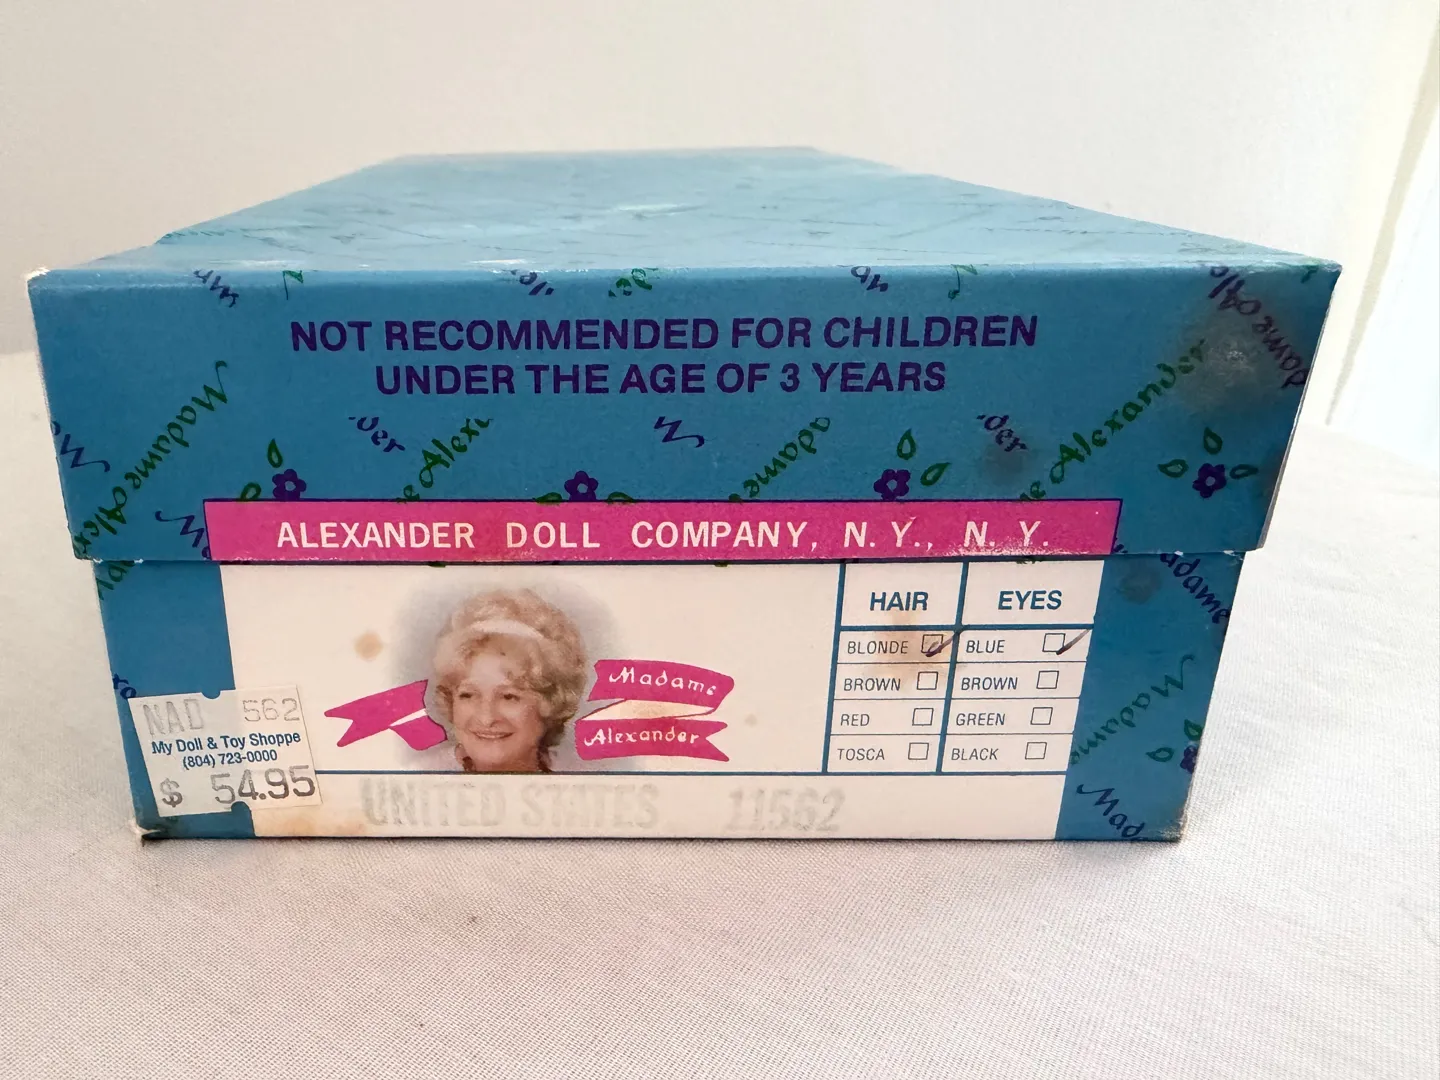 NOT RECOMMENDED FOR CHILDREN
UNDER THE AGE OF 3 YEARS
Madame Alexander
ALEXANDER DOLL COMPANY, N.Y., N.Y.
HAIR EYES
BLONDE BLUE
BROWN BROWN
RED GREEN
TOSCA BLACK
Madame
Alexander
NAD 562
My Doll & Toy Shoppe
(804) 723-0000
$ 54.95
UNITED STATES 11562